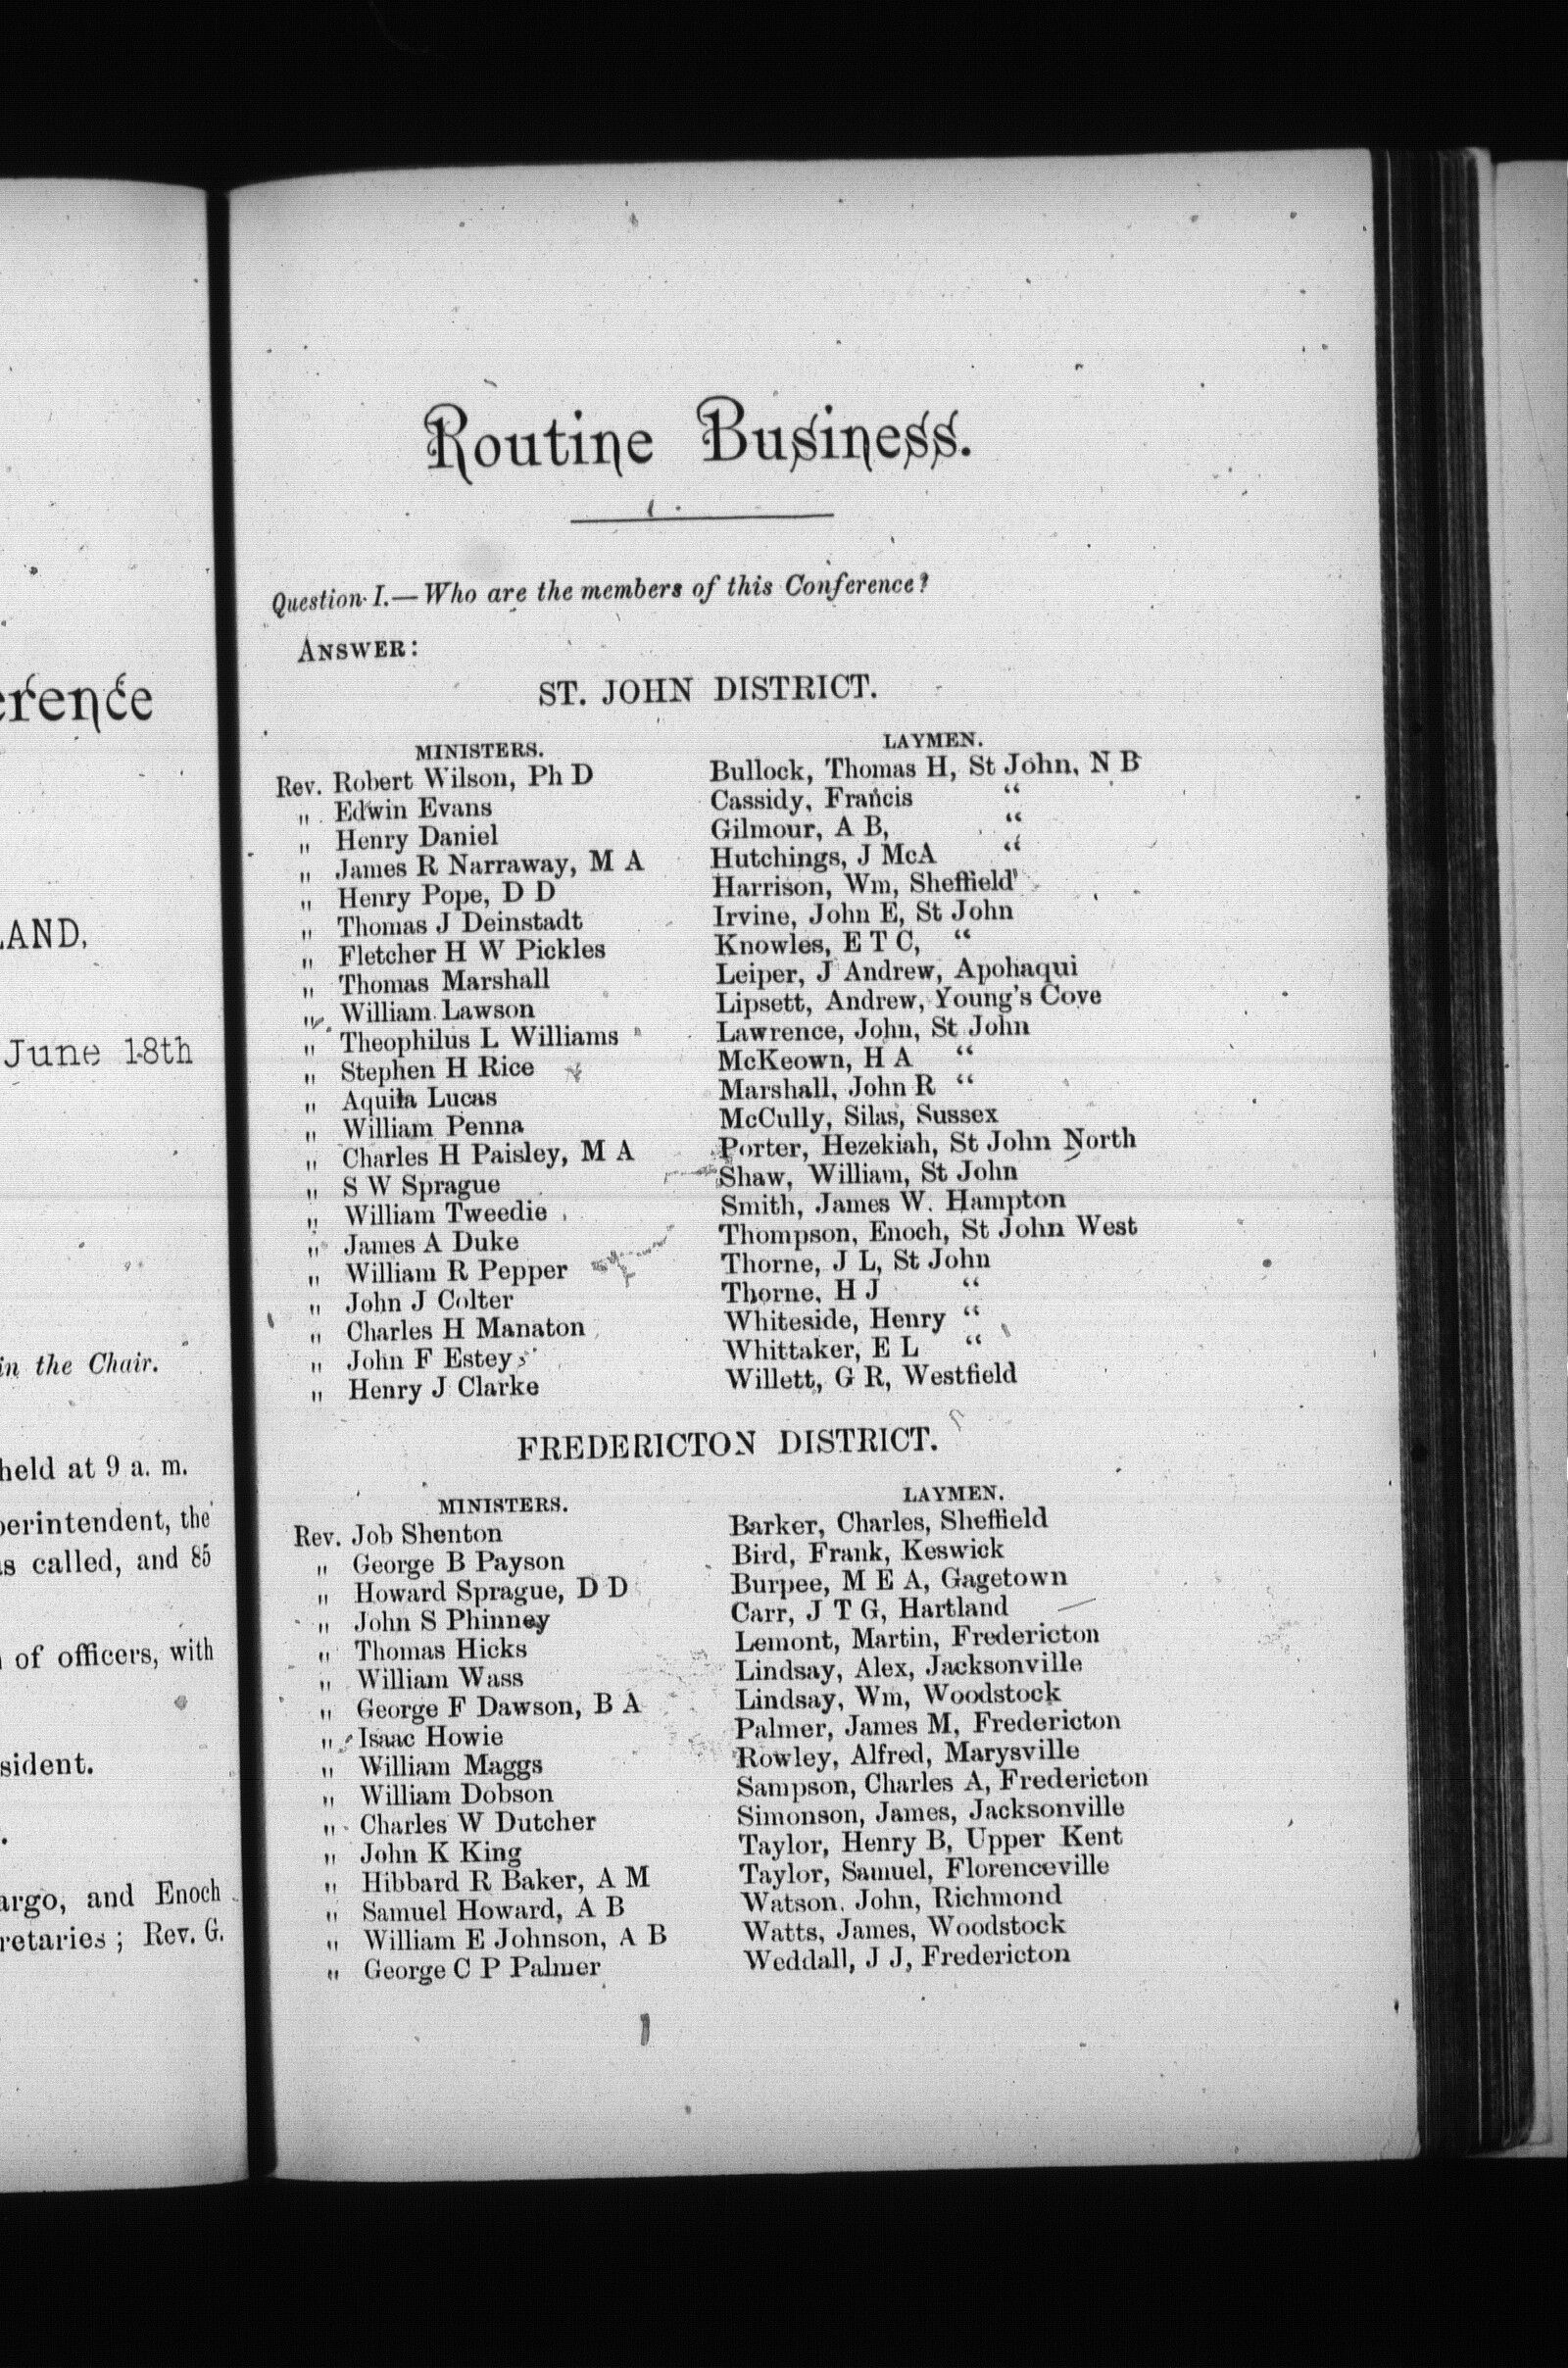 erence
LAND,
June 18th
in the Chair.
held at 9 a. m.
perintendent, the
s called, and 85
of officers, with
sident.
argo, and Enoch
retaries ; Rev. G.
Routine Business.
Question I.—Who are the members of this Conference?
ANSWER:
ST. JOHN DISTRICT.
MINISTERS.
Rev. Robert Wilson, Ph D
„ Edwin Evans
„ Henry Daniel
„ James R Narraway, M A
„ Henry Pope, D D
„ Thomas J Deinstadt
„ Fletcher H W Pickles
„ Thomas Marshall
„ William Lawson
„ Theophilus L Williams
„ Stephen H Rice
„ Aquila Lucas
„ William Penna
„ Charles H Paisley, M A
„ S W Sprague
„ William Tweedie
„ James A Duke
„ William R Pepper
„ John J Colter
„ Charles H Manaton
„ John F Estey
„ Henry J Clarke
LAYMEN.
Bullock, Thomas H, St John, N B
Cassidy, Francis “
Gilmour, A B, “
Hutchings, J McA “
Harrison, Wm, Sheffield
Irvine, John E, St John
Knowles, E T C, “
Leiper, J Andrew, Apohaqui
Lipsett, Andrew, Young's Cove
Lawrence, John, St John
McKeown, H A “
Marshall, John R “
McCully, Silas, Sussex
Porter, Hezekiah, St John North
Shaw, William, St John
Smith, James W. Hampton
Thompson, Enoch, St John West
Thorne, J L, St John
Thorne, H J “
Whiteside, Henry “
Whittaker, E L “
Willett, G R, Westfield
FREDERICTON DISTRICT.
MINISTERS.
Rev. Job Shenton
„ George B Payson
„ Howard Sprague, D D
„ John S Phinney
„ Thomas Hicks
„ William Wass
„ George F Dawson, B A
„ Isaac Howie
„ William Maggs
„ William Dobson
„ Charles W Dutcher
„ John K King
„ Hibbard R Baker, A M
„ Samuel Howard, A B
„ William E Johnson, A B
„ George C P Palmer
LAYMEN.
Barker, Charles, Sheffield
Bird, Frank, Keswick
Burpee, M E A, Gagetown
Carr, J T G, Hartland
Lemont, Martin, Fredericton
Lindsay, Alex, Jacksonville
Lindsay, Wm, Woodstock
Palmer, James M, Fredericton
Rowley, Alfred, Marysville
Sampson, Charles A, Fredericton
Simonson, James, Jacksonville
Taylor, Henry B, Upper Kent
Taylor, Samuel, Florenceville
Watson, John, Richmond
Watts, James, Woodstock
Weddall, J J, Fredericton